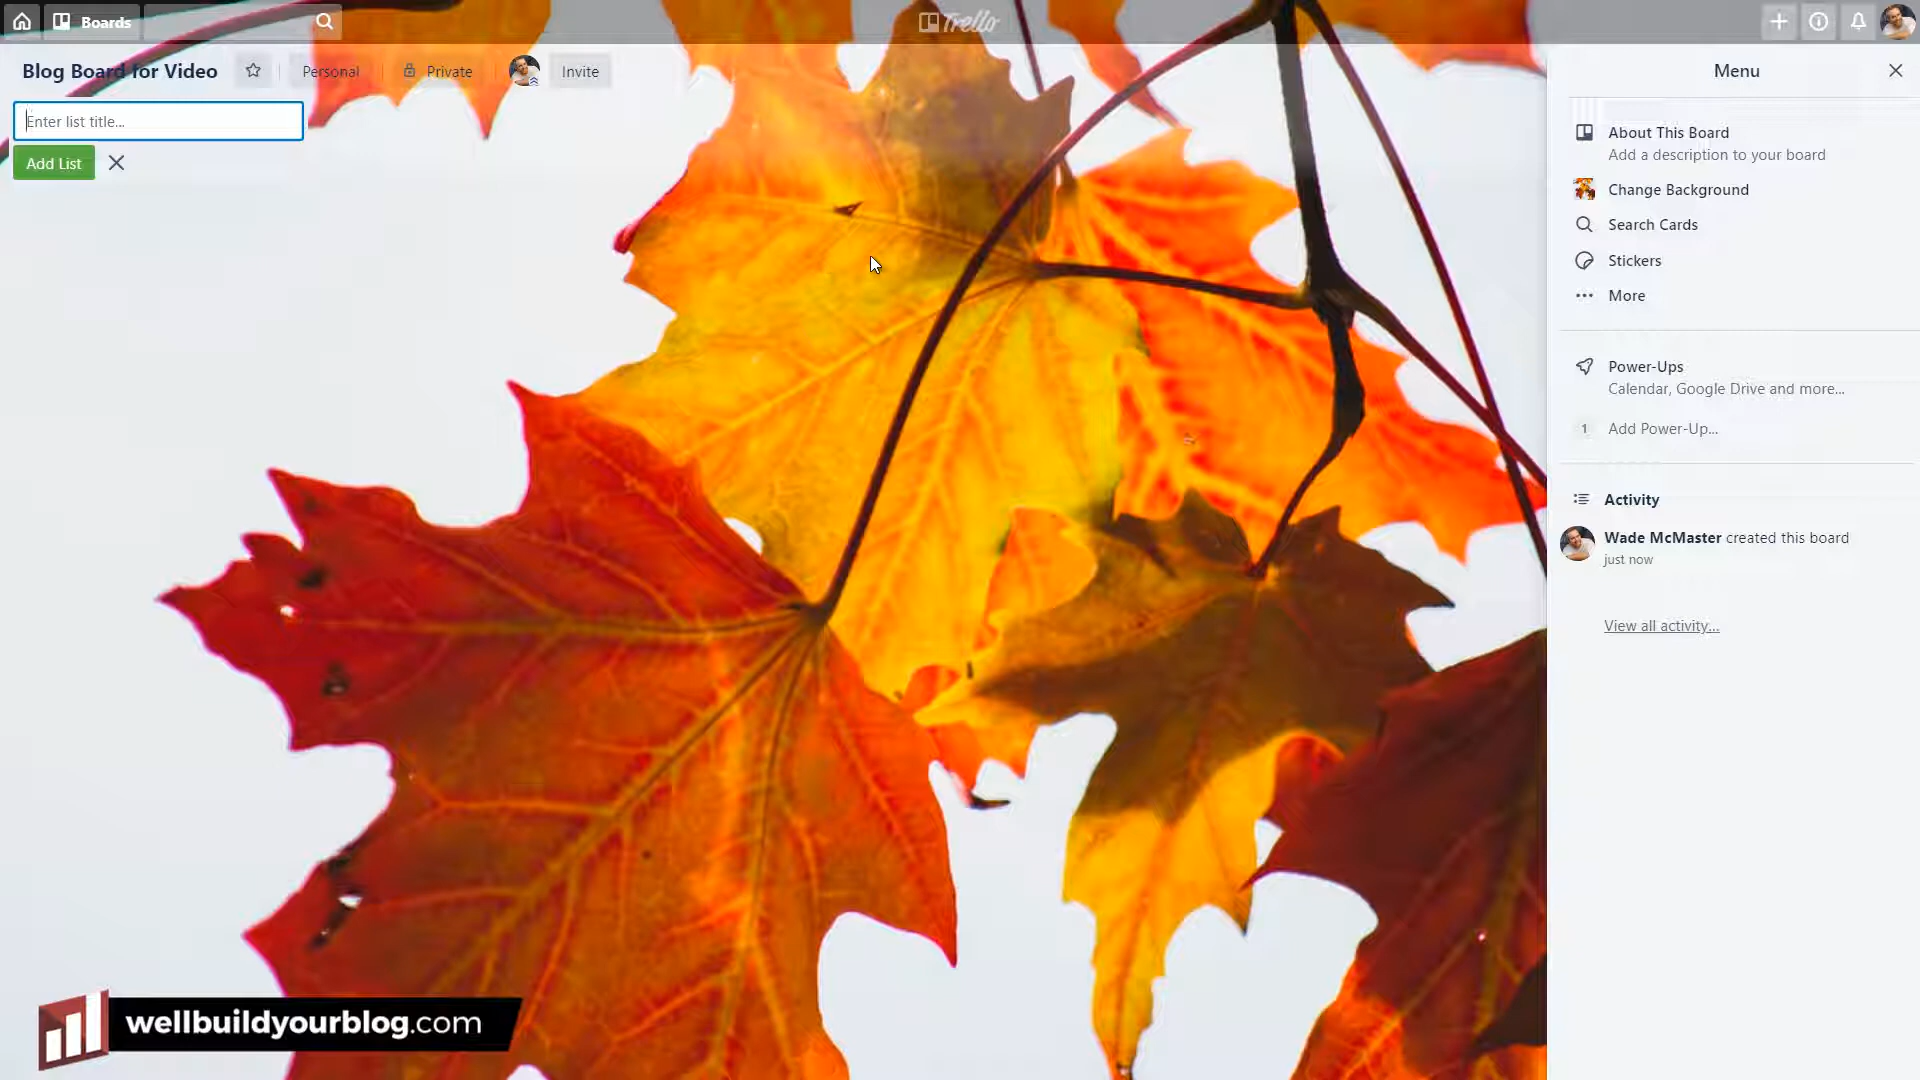 Boards
Trello
Blog Board for Video
Personal
Private
Invite
Menu
Enter list title...
Add List
About This Board
Add a description to your board
Change Background
Search Cards
Stickers
More
Power-Ups
Calendar, Google Drive and more...
1 Add Power-Up...
Activity
Wade McMaster created this board
just now
View all activity...
wellbuildyourblog.com